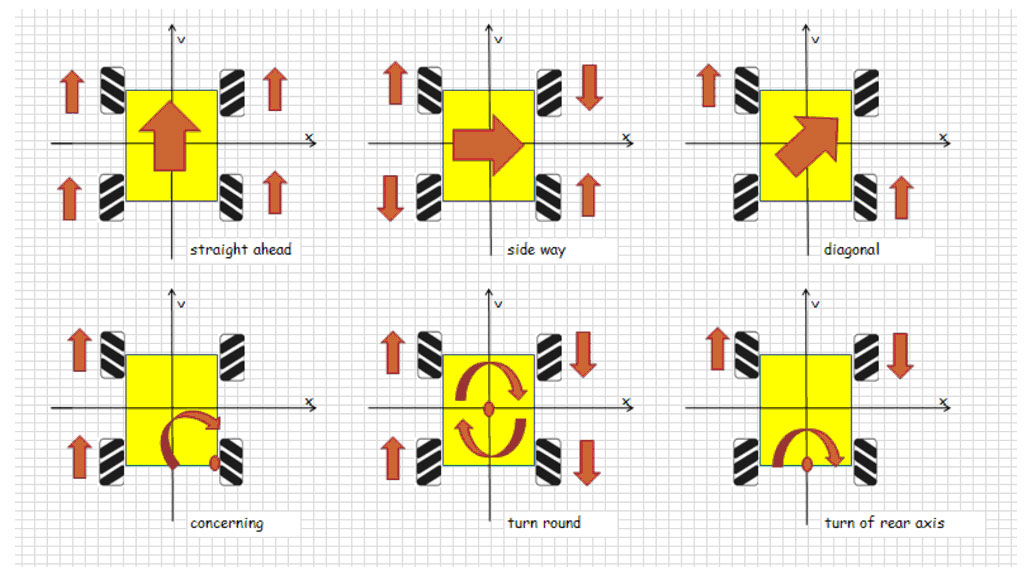 v
v
v
x
x
x
straight ahead
side way
diagonal
v
v
v
x
x
x
concerning
turn round
turn of rear axis